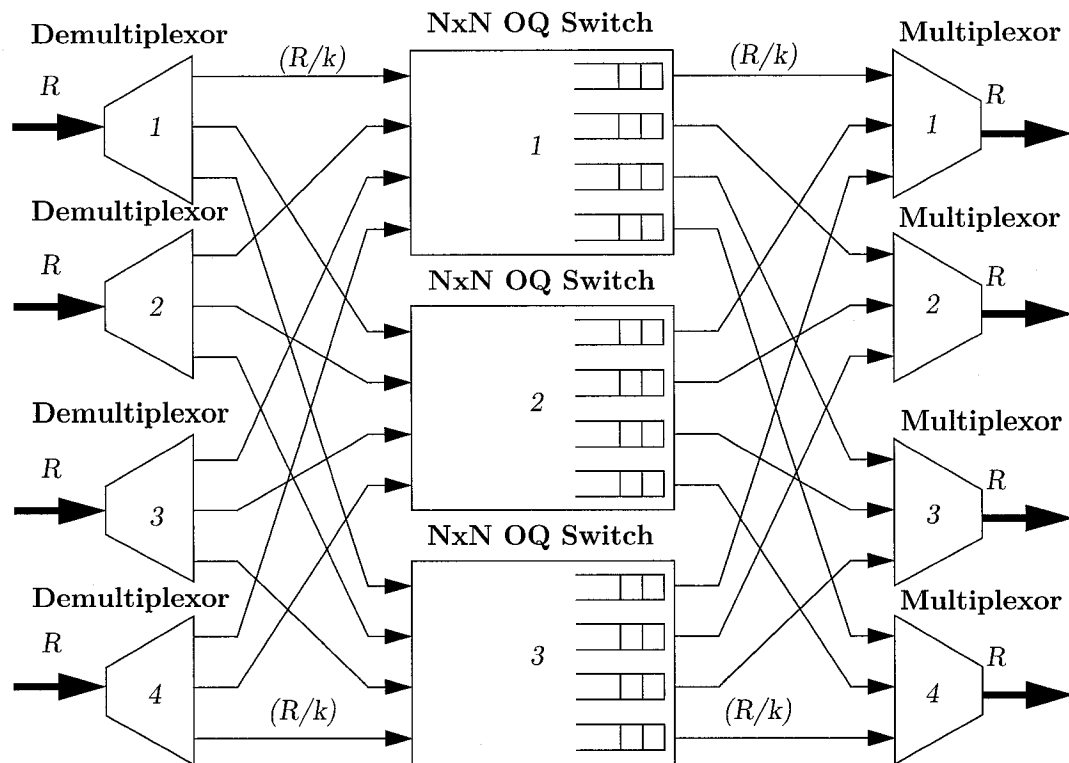 NxN OQ Switch
Demultiplexor
Multiplexor
R
(R/k)
(R/k)
R
1
1
1
Demultiplexor
Multiplexor
R
NxN OQ Switch
R
2
2
2
Demultiplexor
Multiplexor
R
R
3
NxN OQ Switch
3
Demultiplexor
Multiplexor
R
3
R
4
4
(R/k)
(R/k)